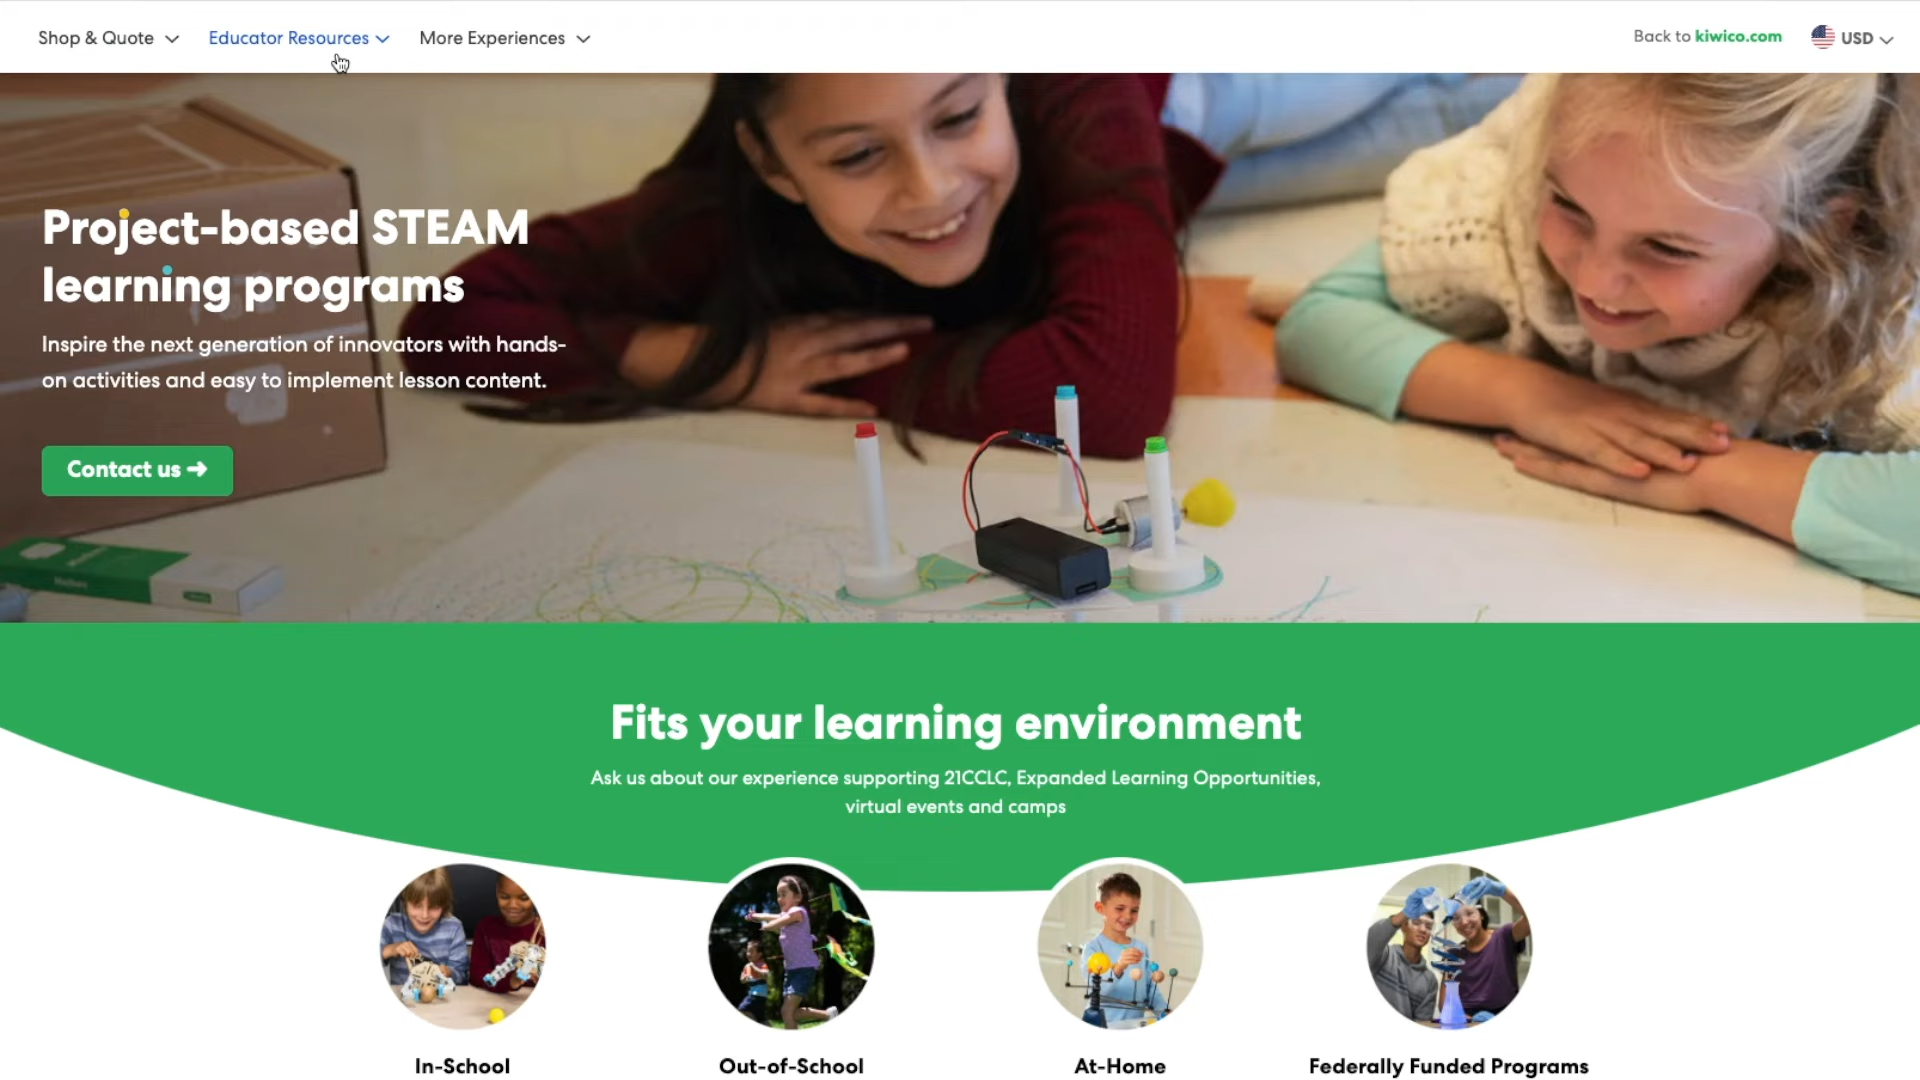 Shop & Quote
Educator Resources
More Experiences
Back to kiwico.com
USD
Project-based STEAM
learning programs
Inspire the next generation of innovators with hands-
on activities and easy to implement lesson content.
Contact us →
Fits your learning environment
Ask us about our experience supporting 21CCLC, Expanded Learning Opportunities,
virtual events and camps
In-School
Out-of-School
At-Home
Federally Funded Programs